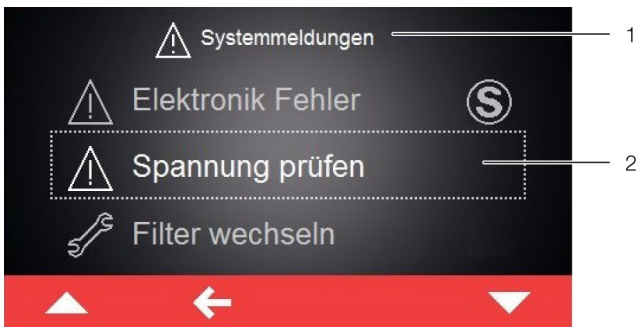 Systemmeldungen
1
Elektronik Fehler S
Spannung prüfen
2
Filter wechseln